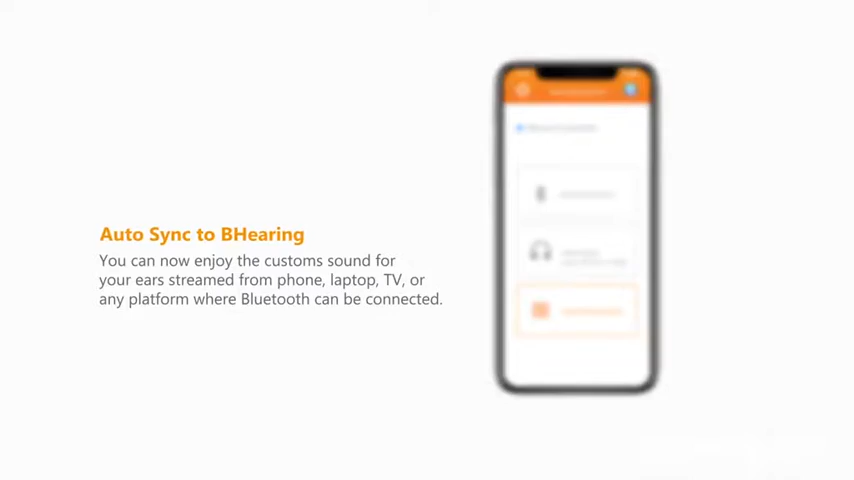 Auto Sync to BHearing
You can now enjoy the customs sound for
your ears streamed from phone, laptop, TV, or
any platform where Bluetooth can be connected.